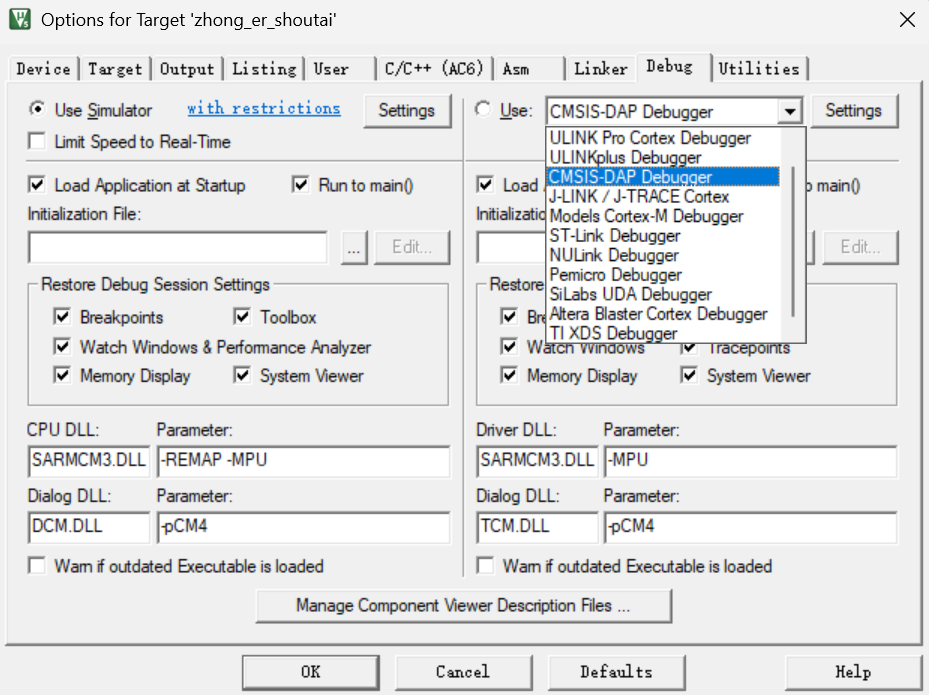 Options for Target 'zhong_er_shoutai'
Device Target Output Listing User C/C++ (AC6) Asm Linker Debug Utilities
Use Simulator with restrictions Settings
Limit Speed to Real-Time
Load Application at Startup Run to main()
Initialization File:
... Edit...
Restore Debug Session Settings
Breakpoints Toolbox
Watch Windows & Performance Analyzer
Memory Display System Viewer
CPU DLL: Parameter:
SARMCM3.DLL -REMAP -MPU
Dialog DLL: Parameter:
DCM.DLL -pCM4
Warn if outdated Executable is loaded
Use: CMSIS-DAP Debugger Settings
ULINK Pro Cortex Debugger
ULINKplus Debugger
CMSIS-DAP Debugger
J-LINK / J-TRACE Cortex
Models Cortex-M Debugger
ST-Link Debugger
NULink Debugger
Pemicro Debugger
SiLabs UDA Debugger
Altera Blaster Cortex Debugger
TI XDS Debugger
Load main()
Edit...
Restore
Watch Windows Tracepoints
Memory Display System Viewer
Driver DLL: Parameter:
SARMCM3.DLL -MPU
Dialog DLL: Parameter:
TCM.DLL -pCM4
Warn if outdated Executable is loaded
Manage Component Viewer Description Files ...
OK Cancel Defaults Help